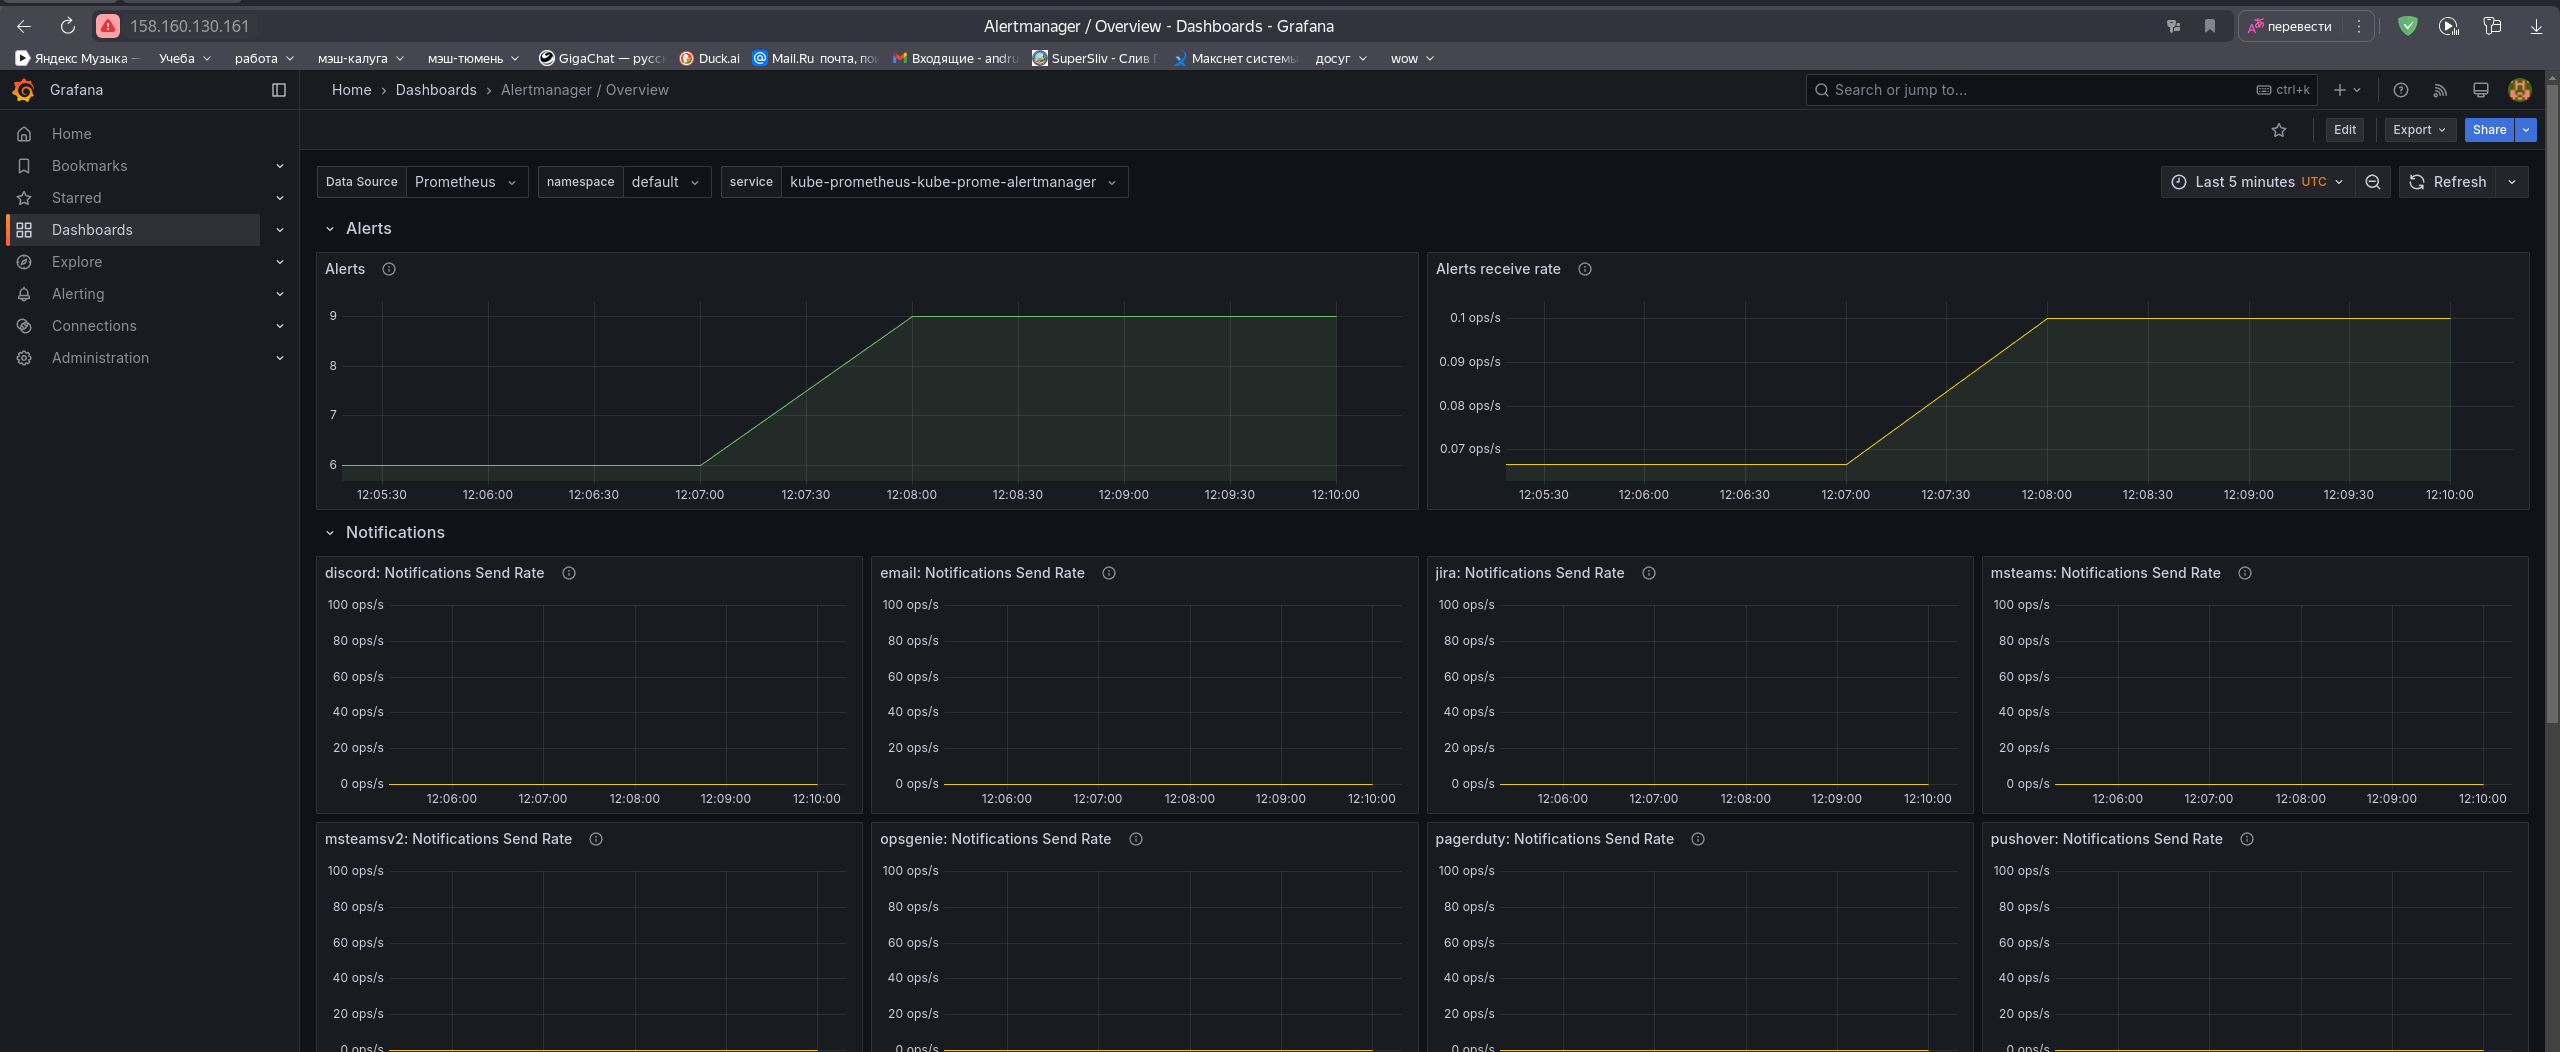 158.160.130.161
Alertmanager / Overview - Dashboards - Grafana
перевести
Яндекс Музыка —
Учеба
работа
мэш-калуга
мэш-тюмень
GigaChat — русс
Duck.ai
Mail.Ru почта, пои
Входящие - andru
SuperSliv - Слив Г
Макснет системы
досуг
wow
Grafana
Home › Dashboards › Alertmanager / Overview
Search or jump to...
ctrl+k
Home
Bookmarks
Starred
Dashboards
Explore
Alerting
Connections
Administration
Edit
Export
Share
Data Source Prometheus
namespace default
service kube-prometheus-kube-prome-alertmanager
Last 5 minutes UTC
Refresh
Alerts
Alerts
9
8
7
6
12:05:30 12:06:00 12:06:30 12:07:00 12:07:30 12:08:00 12:08:30 12:09:00 12:09:30 12:10:00
Alerts receive rate
0.1 ops/s
0.09 ops/s
0.08 ops/s
0.07 ops/s
12:05:30 12:06:00 12:06:30 12:07:00 12:07:30 12:08:00 12:08:30 12:09:00 12:09:30 12:10:00
Notifications
discord: Notifications Send Rate
100 ops/s
80 ops/s
60 ops/s
40 ops/s
20 ops/s
0 ops/s
12:06:00 12:07:00 12:08:00 12:09:00 12:10:00
email: Notifications Send Rate
100 ops/s
80 ops/s
60 ops/s
40 ops/s
20 ops/s
0 ops/s
12:06:00 12:07:00 12:08:00 12:09:00 12:10:00
jira: Notifications Send Rate
100 ops/s
80 ops/s
60 ops/s
40 ops/s
20 ops/s
0 ops/s
12:06:00 12:07:00 12:08:00 12:09:00 12:10:00
msteams: Notifications Send Rate
100 ops/s
80 ops/s
60 ops/s
40 ops/s
20 ops/s
0 ops/s
12:06:00 12:07:00 12:08:00 12:09:00 12:10:00
msteamsv2: Notifications Send Rate
100 ops/s
80 ops/s
60 ops/s
40 ops/s
20 ops/s
0 ops/s
opsgenie: Notifications Send Rate
100 ops/s
80 ops/s
60 ops/s
40 ops/s
20 ops/s
0 ops/s
pagerduty: Notifications Send Rate
100 ops/s
80 ops/s
60 ops/s
40 ops/s
20 ops/s
0 ops/s
pushover: Notifications Send Rate
100 ops/s
80 ops/s
60 ops/s
40 ops/s
20 ops/s
0 ops/s